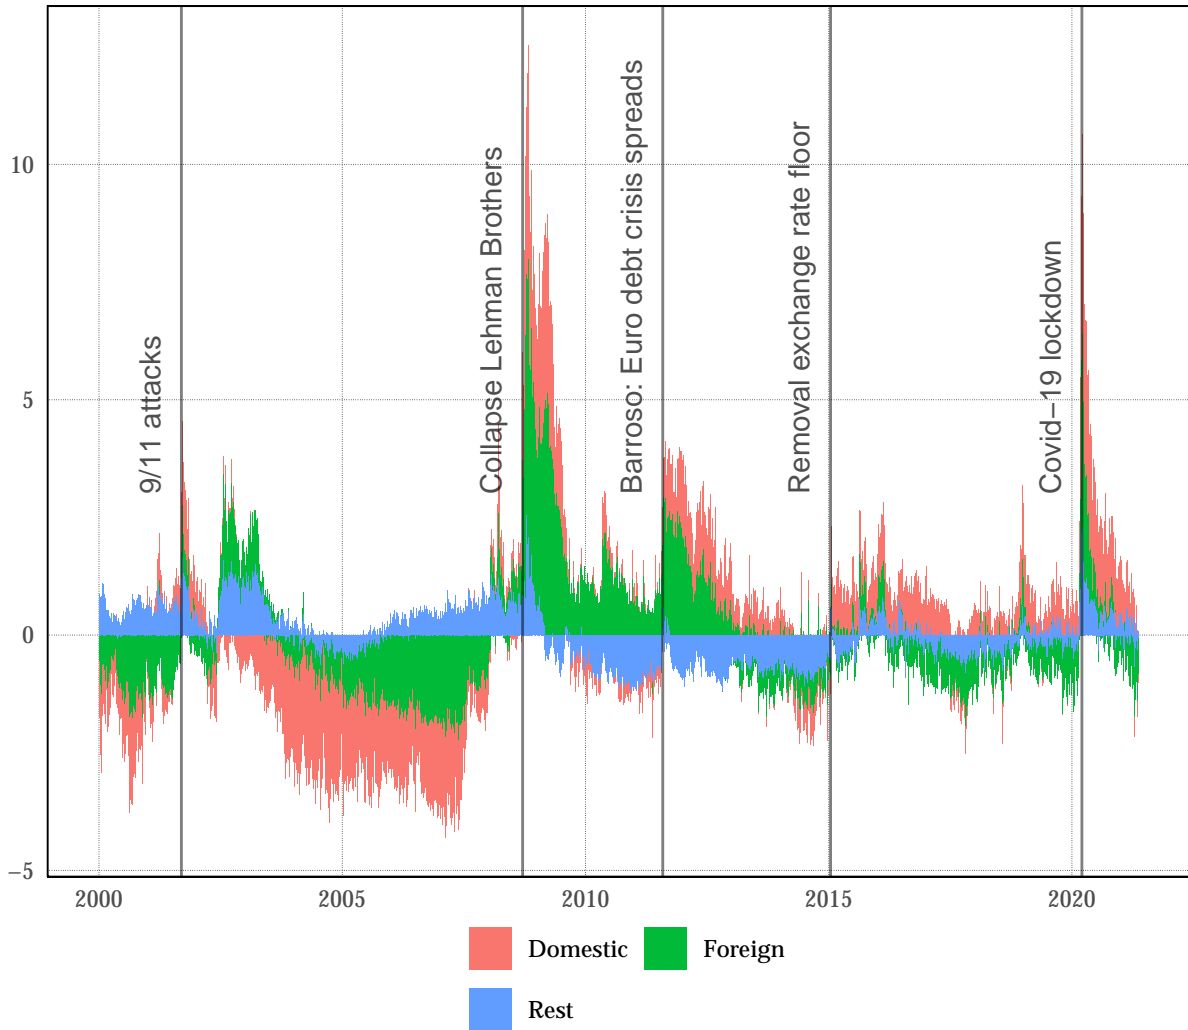 10
5
0
−5
9/11 attacks
Collapse Lehman Brothers
Barroso: Euro debt crisis spreads
Removal exchange rate floor
Covid−19 lockdown
2000 2005 2010 2015 2020
Domestic Foreign
Rest